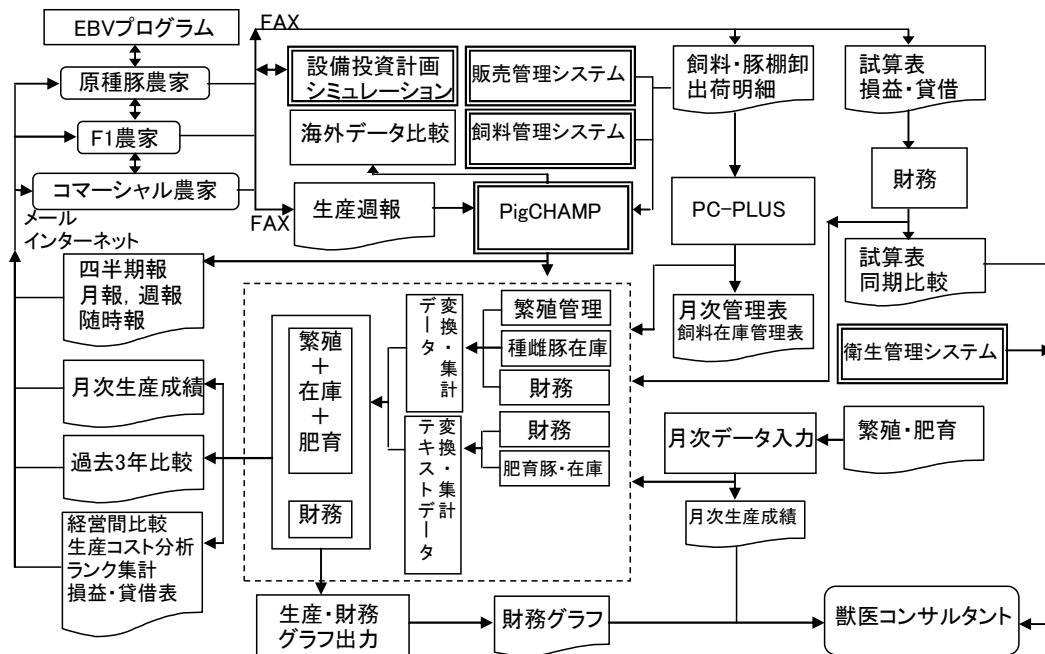 EBVプログラム
FAX
原種豚農家
F1農家
コマーシャル農家
メール
インターネット
FAX
設備投資計画
シミュレーション
海外データ比較
生産週報
販売管理システム
飼料管理システム
PigCHAMP
飼料・豚棚卸
出荷明細
PC-PLUS
月次管理表
飼料在庫管理表
試算表
損益・貸借
財務
試算表
同期比較
衛生管理システム
四半期報
月報, 週報
随時報
月次生産成績
過去3年比較
経営間比較
生産コスト分析
ランク集計
損益・貸借表
繁殖
+
在庫
+
肥育
財務
変換・集計
データ
変換・集計
テキストデータ
繁殖管理
種雌豚在庫
財務
財務
肥育豚・在庫
月次データ入力
繁殖・肥育
月次生産成績
生産・財務
グラフ出力
財務グラフ
獣医コンサルタント